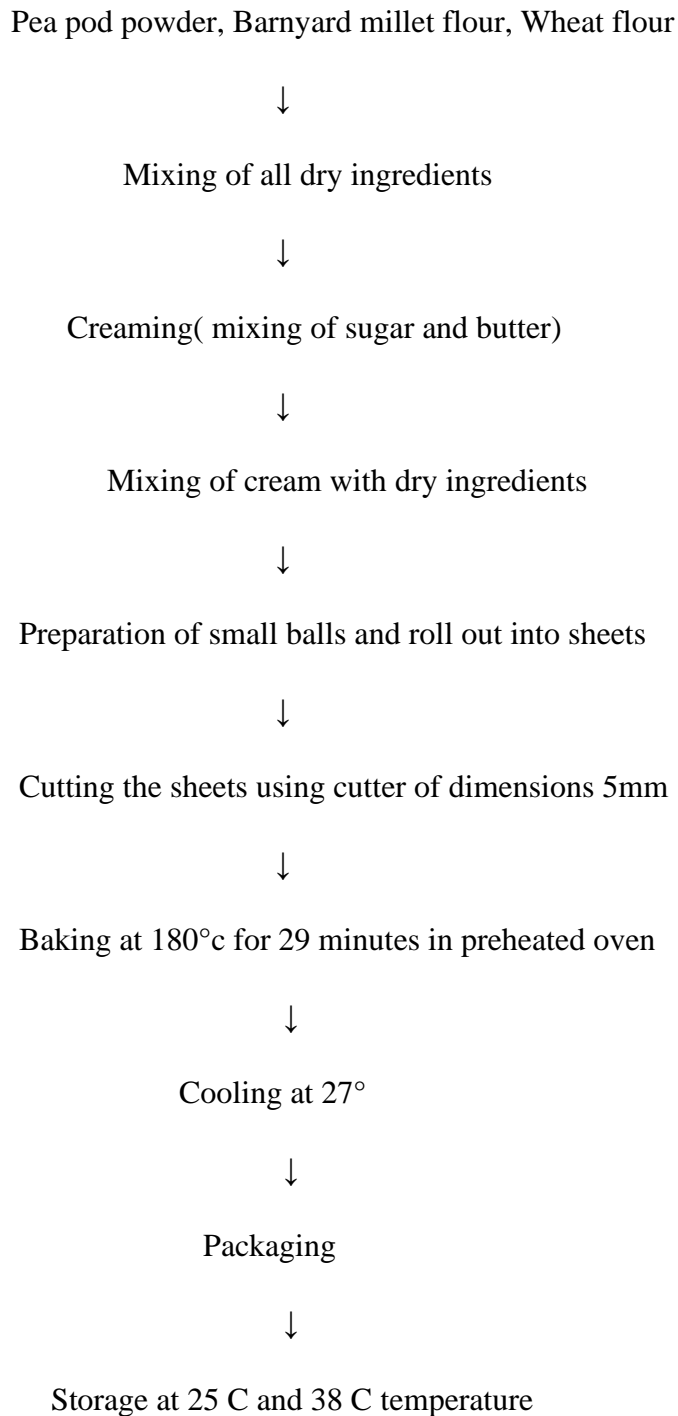 Pea pod powder, Barnyard millet flour, Wheat flour
↓
Mixing of all dry ingredients
↓
Creaming( mixing of sugar and butter)
↓
Mixing of cream with dry ingredients
↓
Preparation of small balls and roll out into sheets
↓
Cutting the sheets using cutter of dimensions 5mm
↓
Baking at 180°c for 29 minutes in preheated oven
↓
Cooling at 27°
↓
Packaging
↓
Storage at 25 C and 38 C temperature